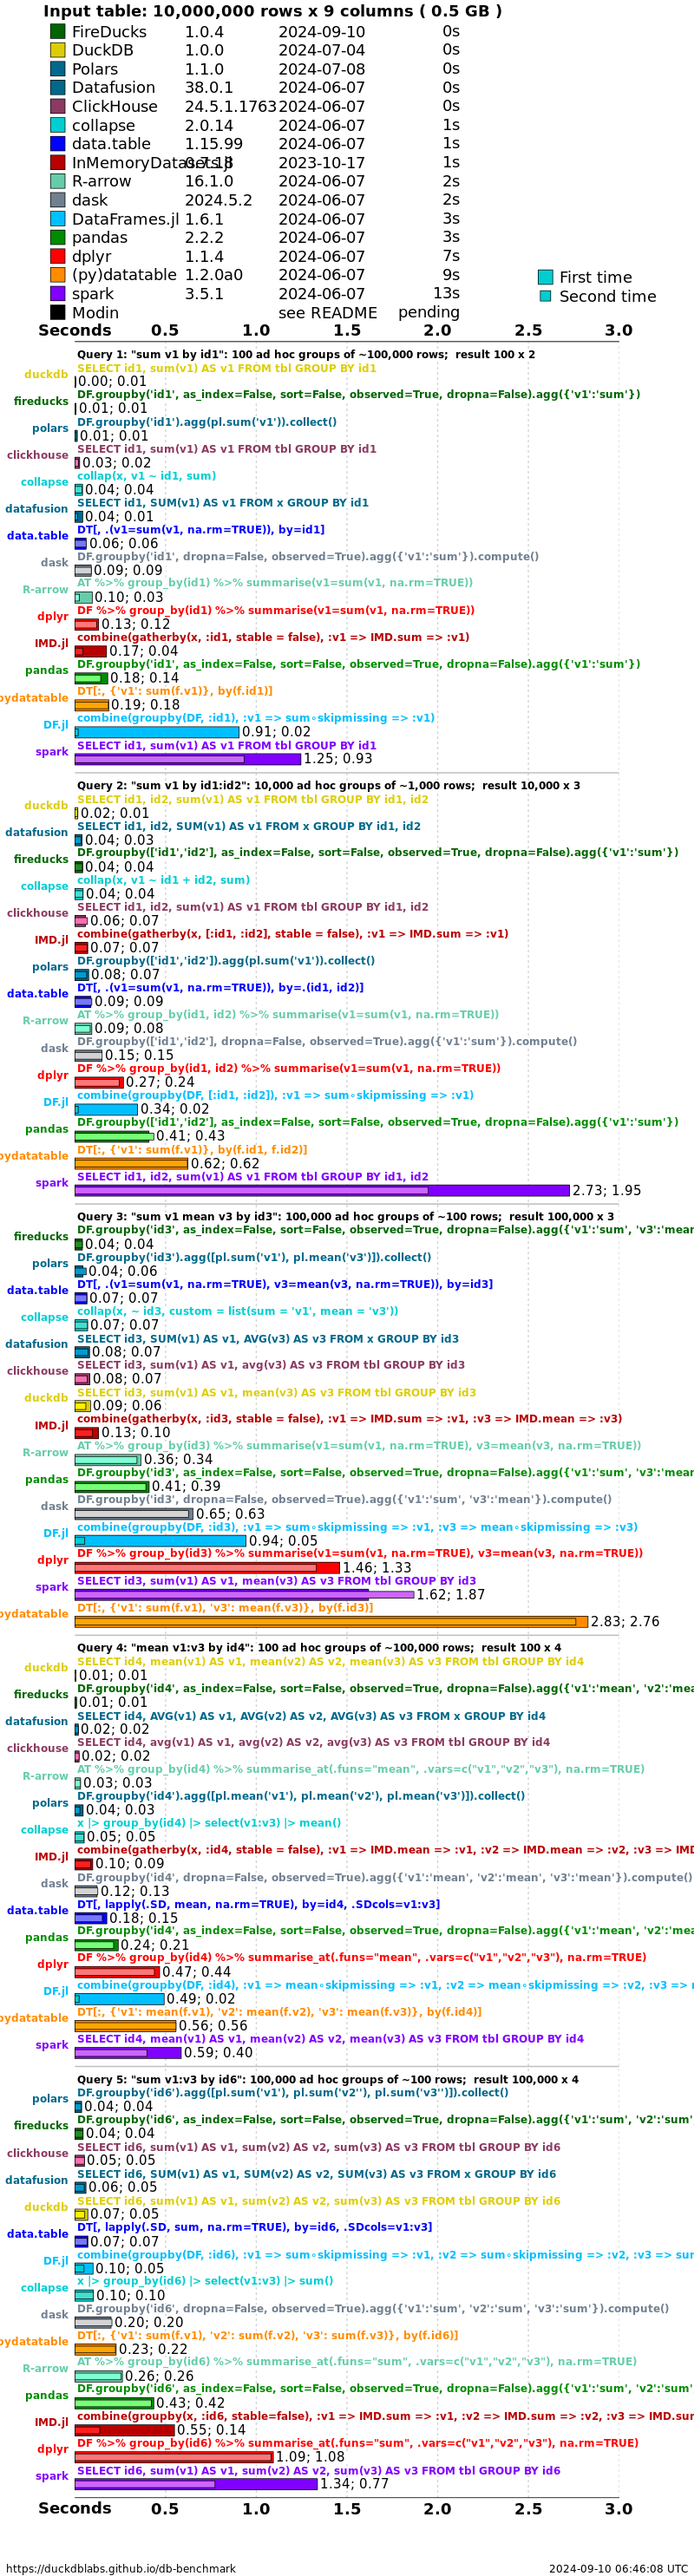 Input table: 10,000,000 rows x 9 columns ( 0.5 GB )
FireDucks 1.0.4 2024-09-10 0s
DuckDB 1.0.0 2024-07-04 0s
Polars 1.1.0 2024-07-08 0s
Datafusion 38.0.1 2024-06-07 0s
ClickHouse 24.5.1.1763 2024-06-07 0s
collapse 2.0.14 2024-06-07 1s
data.table 1.15.99 2024-06-07 1s
InMemoryDatasets.jl 0.7.18 2023-10-17 1s
R-arrow 16.1.0 2024-06-07 2s
dask 2024.5.2 2024-06-07 2s
DataFrames.jl 1.6.1 2024-06-07 3s
pandas 2.2.2 2024-06-07 3s
dplyr 1.1.4 2024-06-07 7s
(py)datatable 1.2.0a0 2024-06-07 9s
spark 3.5.1 2024-06-07 13s
Modin see README pending
First time
Second time
Seconds 0.5 1.0 1.5 2.0 2.5 3.0
Query 1: "sum v1 by id1": 100 ad hoc groups of ~100,000 rows; result 100 x 2
SELECT id1, sum(v1) AS v1 FROM tbl GROUP BY id1
duckdb 0.00; 0.01
DF.groupby('id1', as_index=False, sort=False, observed=True, dropna=False).agg({'v1':'sum'})
fireducks 0.01; 0.01
DF.groupby('id1').agg(pl.sum('v1')).collect()
polars 0.01; 0.01
SELECT id1, sum(v1) AS v1 FROM tbl GROUP BY id1
clickhouse 0.03; 0.02
collap(x, v1 ~ id1, sum)
collapse 0.04; 0.04
SELECT id1, SUM(v1) AS v1 FROM x GROUP BY id1
datafusion 0.04; 0.01
DT[, .(v1=sum(v1, na.rm=TRUE)), by=id1]
data.table 0.06; 0.06
DF.groupby('id1', dropna=False, observed=True).agg({'v1':'sum'}).compute()
dask 0.09; 0.09
AT %>% group_by(id1) %>% summarise(v1=sum(v1, na.rm=TRUE))
R-arrow 0.10; 0.03
DF %>% group_by(id1) %>% summarise(v1=sum(v1, na.rm=TRUE))
dplyr 0.13; 0.12
combine(gatherby(x, :id1, stable = false), :v1 => IMD.sum => :v1)
IMD.jl 0.17; 0.04
DF.groupby('id1', as_index=False, sort=False, observed=True, dropna=False).agg({'v1':'sum'})
pandas 0.18; 0.14
DT[:, {'v1': sum(f.v1)}, by(f.id1)]
pydatatable 0.19; 0.18
combine(groupby(DF, :id1), :v1 => sum∘skipmissing => :v1)
DF.jl 0.91; 0.02
SELECT id1, sum(v1) AS v1 FROM tbl GROUP BY id1
spark 1.25; 0.93
Query 2: "sum v1 by id1:id2": 10,000 ad hoc groups of ~1,000 rows; result 10,000 x 3
SELECT id1, id2, sum(v1) AS v1 FROM tbl GROUP BY id1, id2
duckdb 0.02; 0.01
SELECT id1, id2, SUM(v1) AS v1 FROM x GROUP BY id1, id2
datafusion 0.04; 0.03
DF.groupby(['id1','id2'], as_index=False, sort=False, observed=True, dropna=False).agg({'v1':'sum'})
fireducks 0.04; 0.04
collap(x, v1 ~ id1 + id2, sum)
collapse 0.04; 0.04
SELECT id1, id2, sum(v1) AS v1 FROM tbl GROUP BY id1, id2
clickhouse 0.06; 0.07
combine(gatherby(x, [:id1, :id2], stable = false), :v1 => IMD.sum => :v1)
IMD.jl 0.07; 0.07
DF.groupby(['id1','id2']).agg(pl.sum('v1')).collect()
polars 0.08; 0.07
DT[, .(v1=sum(v1, na.rm=TRUE)), by=.(id1, id2)]
data.table 0.09; 0.09
AT %>% group_by(id1, id2) %>% summarise(v1=sum(v1, na.rm=TRUE))
R-arrow 0.09; 0.08
DF.groupby(['id1','id2'], dropna=False, observed=True).agg({'v1':'sum'}).compute()
dask 0.15; 0.15
DF %>% group_by(id1, id2) %>% summarise(v1=sum(v1, na.rm=TRUE))
dplyr 0.27; 0.24
combine(groupby(DF, [:id1, :id2]), :v1 => sum∘skipmissing => :v1)
DF.jl 0.34; 0.02
DF.groupby(['id1','id2'], as_index=False, sort=False, observed=True, dropna=False).agg({'v1':'sum'})
pandas 0.41; 0.43
DT[:, {'v1': sum(f.v1)}, by(f.id1, f.id2)]
pydatatable 0.62; 0.62
SELECT id1, id2, sum(v1) AS v1 FROM tbl GROUP BY id1, id2
spark 2.73; 1.95
Query 3: "sum v1 mean v3 by id3": 100,000 ad hoc groups of ~100 rows; result 100,000 x 3
DF.groupby('id3', as_index=False, sort=False, observed=True, dropna=False).agg({'v1':'sum', 'v3':'mean
fireducks 0.04; 0.04
DF.groupby('id3').agg([pl.sum('v1'), pl.mean('v3')]).collect()
polars 0.04; 0.06
DT[, .(v1=sum(v1, na.rm=TRUE), v3=mean(v3, na.rm=TRUE)), by=id3]
data.table 0.07; 0.07
collap(x, ~ id3, custom = list(sum = 'v1', mean = 'v3'))
collapse 0.07; 0.07
SELECT id3, SUM(v1) AS v1, AVG(v3) AS v3 FROM x GROUP BY id3
datafusion 0.08; 0.07
SELECT id3, sum(v1) AS v1, avg(v3) AS v3 FROM tbl GROUP BY id3
clickhouse 0.08; 0.07
SELECT id3, sum(v1) AS v1, mean(v3) AS v3 FROM tbl GROUP BY id3
duckdb 0.09; 0.06
combine(gatherby(x, :id3, stable = false), :v1 => IMD.sum => :v1, :v3 => IMD.mean => :v3)
IMD.jl 0.13; 0.10
AT %>% group_by(id3) %>% summarise(v1=sum(v1, na.rm=TRUE), v3=mean(v3, na.rm=TRUE))
R-arrow 0.36; 0.34
DF.groupby('id3', as_index=False, sort=False, observed=True, dropna=False).agg({'v1':'sum', 'v3':'mean
pandas 0.41; 0.39
DF.groupby('id3', dropna=False, observed=True).agg({'v1':'sum', 'v3':'mean'}).compute()
dask 0.65; 0.63
combine(groupby(DF, :id3), :v1 => sum∘skipmissing => :v1, :v3 => mean∘skipmissing => :v3)
DF.jl 0.94; 0.05
DF %>% group_by(id3) %>% summarise(v1=sum(v1, na.rm=TRUE), v3=mean(v3, na.rm=TRUE))
dplyr 1.46; 1.33
SELECT id3, sum(v1) AS v1, mean(v3) AS v3 FROM tbl GROUP BY id3
spark 1.62; 1.87
DT[:, {'v1': sum(f.v1), 'v3': mean(f.v3)}, by(f.id3)]
pydatatable 2.83; 2.76
Query 4: "mean v1:v3 by id4": 100 ad hoc groups of ~100,000 rows; result 100 x 4
SELECT id4, mean(v1) AS v1, mean(v2) AS v2, mean(v3) AS v3 FROM tbl GROUP BY id4
duckdb 0.01; 0.01
DF.groupby('id4', as_index=False, sort=False, observed=True, dropna=False).agg({'v1':'mean', 'v2':'mea
fireducks 0.01; 0.01
SELECT id4, AVG(v1) AS v1, AVG(v2) AS v2, AVG(v3) AS v3 FROM x GROUP BY id4
datafusion 0.02; 0.02
SELECT id4, avg(v1) AS v1, avg(v2) AS v2, avg(v3) AS v3 FROM tbl GROUP BY id4
clickhouse 0.02; 0.02
AT %>% group_by(id4) %>% summarise_at(.funs="mean", .vars=c("v1","v2","v3"), na.rm=TRUE)
R-arrow 0.03; 0.03
DF.groupby('id4').agg([pl.mean('v1'), pl.mean('v2'), pl.mean('v3')]).collect()
polars 0.04; 0.03
x |> group_by(id4) |> select(v1:v3) |> mean()
collapse 0.05; 0.05
combine(gatherby(x, :id4, stable = false), :v1 => IMD.mean => :v1, :v2 => IMD.mean => :v2, :v3 => IMD
IMD.jl 0.10; 0.09
DF.groupby('id4', dropna=False, observed=True).agg({'v1':'mean', 'v2':'mean', 'v3':'mean'}).compute()
dask 0.12; 0.13
DT[, lapply(.SD, mean, na.rm=TRUE), by=id4, .SDcols=v1:v3]
data.table 0.18; 0.15
DF.groupby('id4', as_index=False, sort=False, observed=True, dropna=False).agg({'v1':'mean', 'v2':'mea
pandas 0.24; 0.21
DF %>% group_by(id4) %>% summarise_at(.funs="mean", .vars=c("v1","v2","v3"), na.rm=TRUE)
dplyr 0.47; 0.44
combine(groupby(DF, :id4), :v1 => mean∘skipmissing => :v1, :v2 => mean∘skipmissing => :v2, :v3 => m
DF.jl 0.49; 0.02
DT[:, {'v1': mean(f.v1), 'v2': mean(f.v2), 'v3': mean(f.v3)}, by(f.id4)]
pydatatable 0.56; 0.56
SELECT id4, mean(v1) AS v1, mean(v2) AS v2, mean(v3) AS v3 FROM tbl GROUP BY id4
spark 0.59; 0.40
Query 5: "sum v1:v3 by id6": 100,000 ad hoc groups of ~100 rows; result 100,000 x 4
DF.groupby('id6').agg([pl.sum('v1'), pl.sum('v2''), pl.sum('v3'')]).collect()
polars 0.04; 0.04
DF.groupby('id6', as_index=False, sort=False, observed=True, dropna=False).agg({'v1':'sum', 'v2':'sum'
fireducks 0.04; 0.04
SELECT id6, sum(v1) AS v1, sum(v2) AS v2, sum(v3) AS v3 FROM tbl GROUP BY id6
clickhouse 0.05; 0.05
SELECT id6, SUM(v1) AS v1, SUM(v2) AS v2, SUM(v3) AS v3 FROM x GROUP BY id6
datafusion 0.06; 0.05
SELECT id6, sum(v1) AS v1, sum(v2) AS v2, sum(v3) AS v3 FROM tbl GROUP BY id6
duckdb 0.07; 0.05
DT[, lapply(.SD, sum, na.rm=TRUE), by=id6, .SDcols=v1:v3]
data.table 0.07; 0.07
combine(groupby(DF, :id6), :v1 => sum∘skipmissing => :v1, :v2 => sum∘skipmissing => :v2, :v3 => sur
DF.jl 0.10; 0.05
x |> group_by(id6) |> select(v1:v3) |> sum()
collapse 0.10; 0.10
DF.groupby('id6', dropna=False, observed=True).agg({'v1':'sum', 'v2':'sum', 'v3':'sum'}).compute()
dask 0.20; 0.20
DT[:, {'v1': sum(f.v1), 'v2': sum(f.v2), 'v3': sum(f.v3)}, by(f.id6)]
pydatatable 0.23; 0.22
AT %>% group_by(id6) %>% summarise_at(.funs="sum", .vars=c("v1","v2","v3"), na.rm=TRUE)
R-arrow 0.26; 0.26
DF.groupby('id6', as_index=False, sort=False, observed=True, dropna=False).agg({'v1':'sum', 'v2':'sum'
pandas 0.43; 0.42
combine(groupby(x, :id6, stable=false), :v1 => IMD.sum => :v1, :v2 => IMD.sum => :v2, :v3 => IMD.sur
IMD.jl 0.55; 0.14
DF %>% group_by(id6) %>% summarise_at(.funs="sum", .vars=c("v1","v2","v3"), na.rm=TRUE)
dplyr 1.09; 1.08
SELECT id6, sum(v1) AS v1, sum(v2) AS v2, sum(v3) AS v3 FROM tbl GROUP BY id6
spark 1.34; 0.77
Seconds 0.5 1.0 1.5 2.0 2.5 3.0
https://duckdblabs.github.io/db-benchmark 2024-09-10 06:46:08 UTC